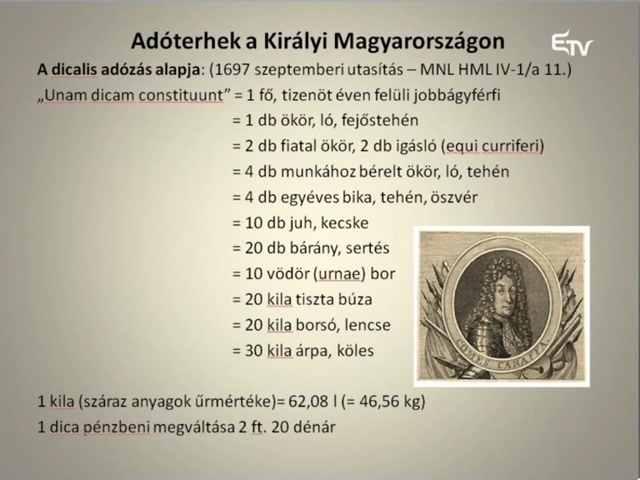 ETV
Adóterhek a Királyi Magyarországon
A dicalis adózás alapja: (1697 szeptemberi utasítás – MNL HML IV-1/a 11.)
„Unam dicam constituunt” = 1 fő, tizenöt éven felüli jobbágyférfi
= 1 db ökör, ló, fejőstehén
= 2 db fiatal ökör, 2 db igásló (equi curriferi)
= 4 db munkához bérelt ökör, ló, tehén
= 4 db egyéves bika, tehén, öszvér
= 10 db juh, kecske
= 20 db bárány, sertés
= 10 vödör (urnae) bor
= 20 kila tiszta búza
= 20 kila borsó, lencse
= 30 kila árpa, köles
COMES CARAFFA
1 kila (száraz anyagok űrmértéke)= 62,08 l (= 46,56 kg)
1 dica pénzbeni megváltása 2 ft. 20 dénár